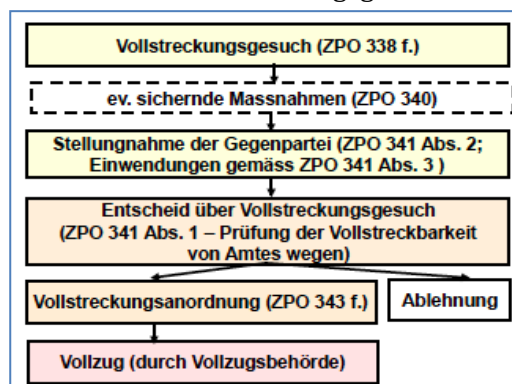 Vollstreckungsgesuch (ZPO 338 f.)
ev. sichernde Massnahmen (ZPO 340)
Stellungnahme der Gegenpartei (ZPO 341 Abs. 2;
Einwendungen gemäss ZPO 341 Abs. 3 )
Entscheid über Vollstreckungsgesuch
(ZPO 341 Abs. 1 – Prüfung der Vollstreckbarkeit
von Amtes wegen)
Vollstreckungsanordnung (ZPO 343 f.)
Ablehnung
Vollzug (durch Vollzugsbehörde)